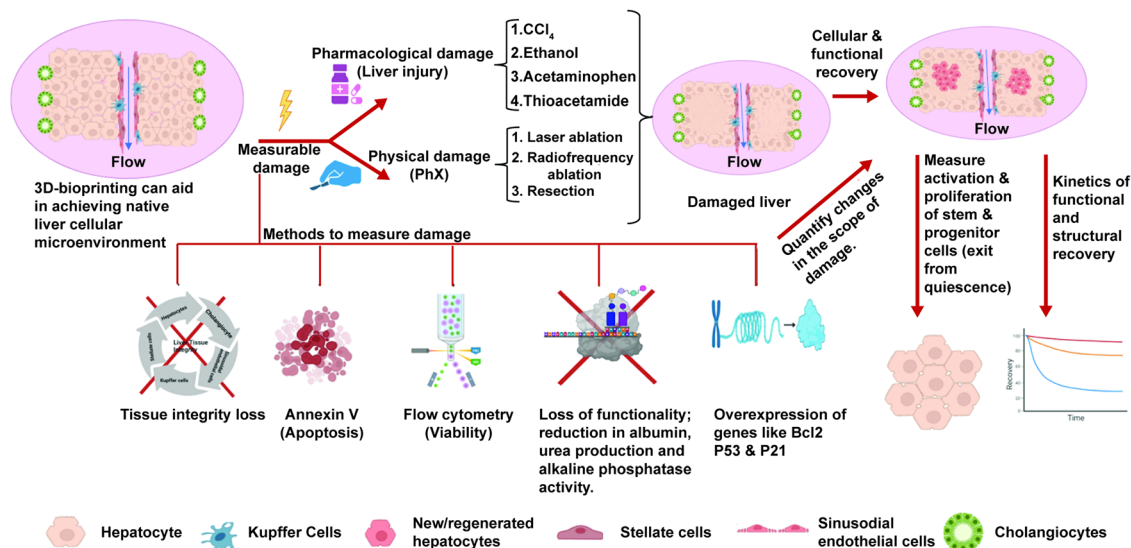 Flow
3D-bioprinting can aid
in achieving native
liver cellular
microenvironment
Measurable
damage
Pharmacological damage
(Liver injury)
1.CCl₄
2.Ethanol
3.Acetaminophen
4.Thioacetamide
Physical damage
(PhX)
1. Laser ablation
2. Radiofrequency
ablation
3. Resection
Flow
Damaged liver
Cellular &
functional
recovery
Flow
Quantify changes
in the scope of
damage.
Measure
activation &
proliferation
of stem &
progenitor
cells (exit
from
quiescence)
Kinetics of
functional
and
structural
recovery
Methods to measure damage
Hepatocytes
Cholangiocyte
Stellate cells
Kupffer cells
Tissue integrity loss
Annexin V
(Apoptosis)
Flow cytometry
(Viability)
Loss of functionality;
reduction in albumin,
urea production and
alkaline phosphatase
activity.
Overexpression of
genes like Bcl2
P53 & P21
100
80
60
40
20
0
Recovery
Time
Hepatocyte
Kupffer Cells
New/regenerated
hepatocytes
Stellate cells
Sinusodial
endothelial cells
Cholangiocytes